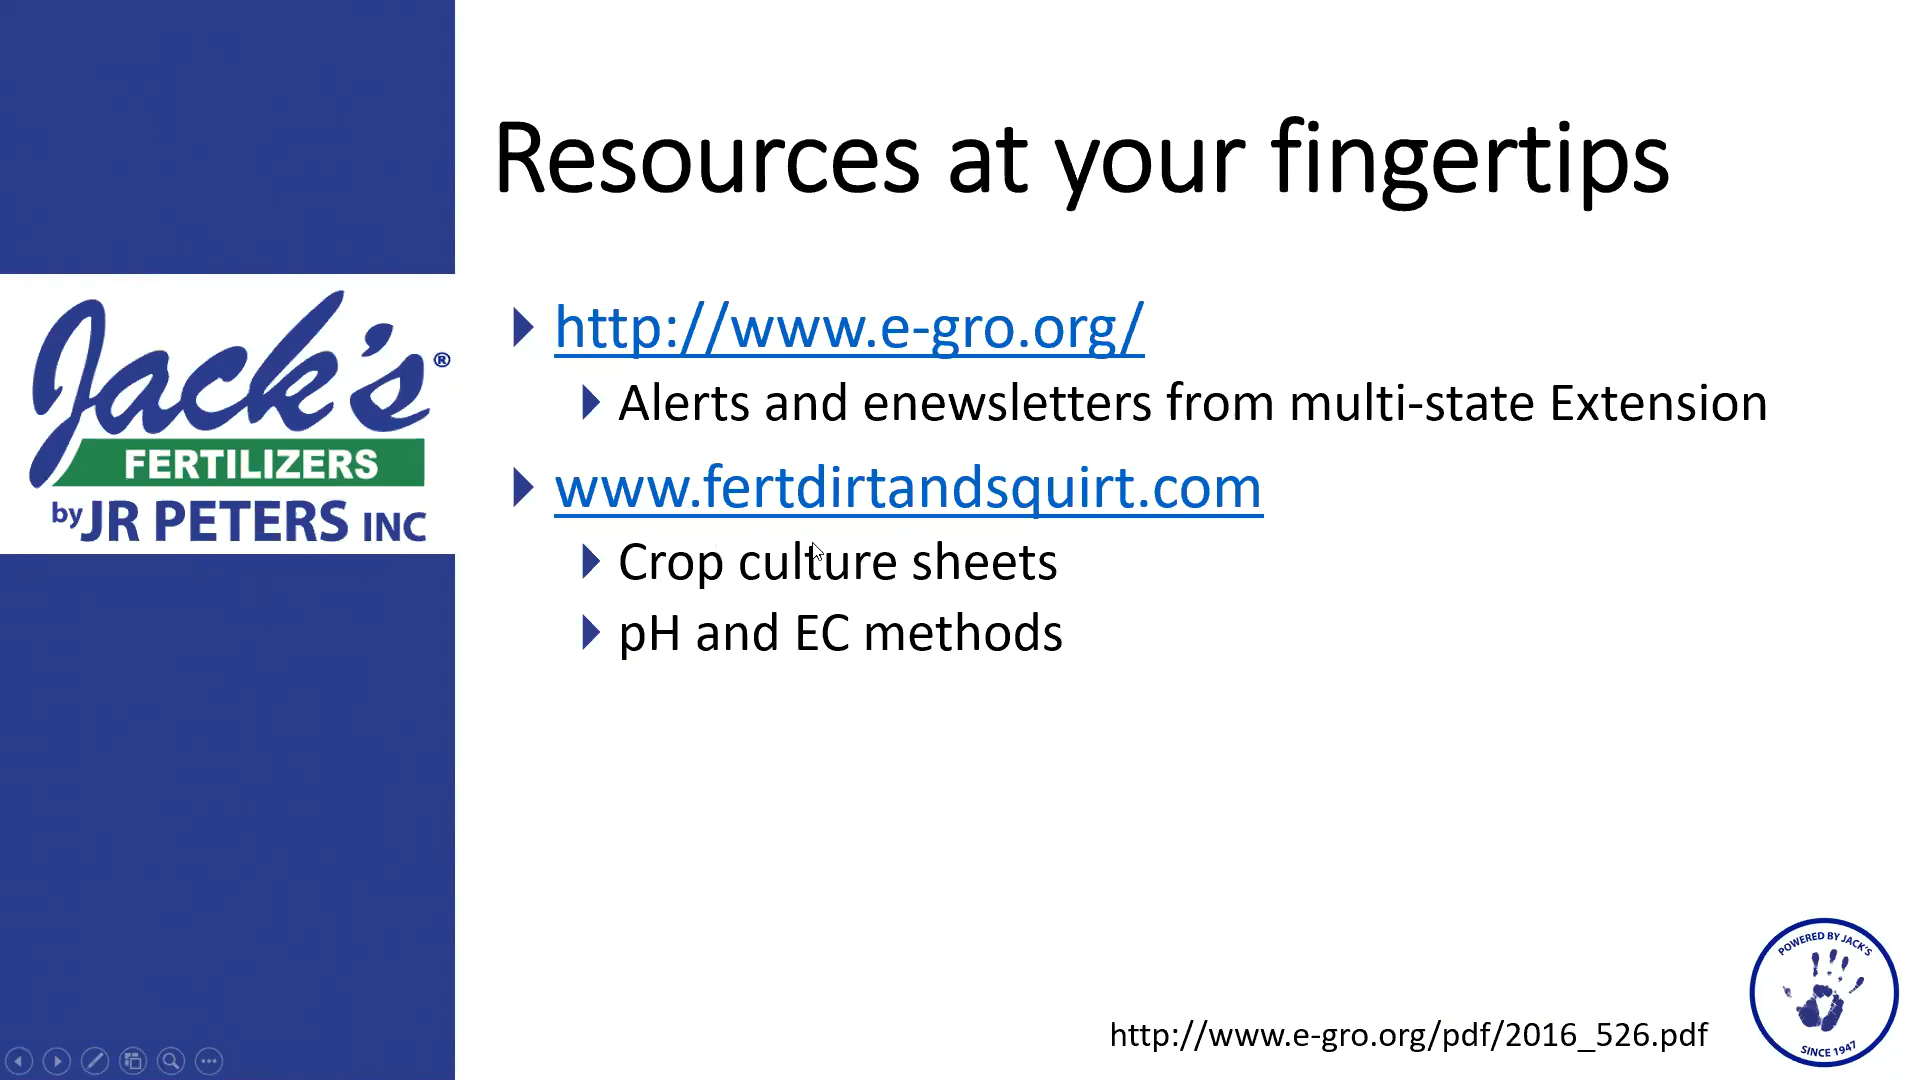 Resources at your fingertips
http://www.e-gro.org/
Alerts and enewsletters from multi-state Extension
www.fertdirtandsquirt.com
Crop culture sheets
pH and EC methods
Jack's®
FERTILIZERS
by JR PETERS INC
http://www.e-gro.org/pdf/2016_526.pdf
POWERED BY JACK'S
SINCE 1947